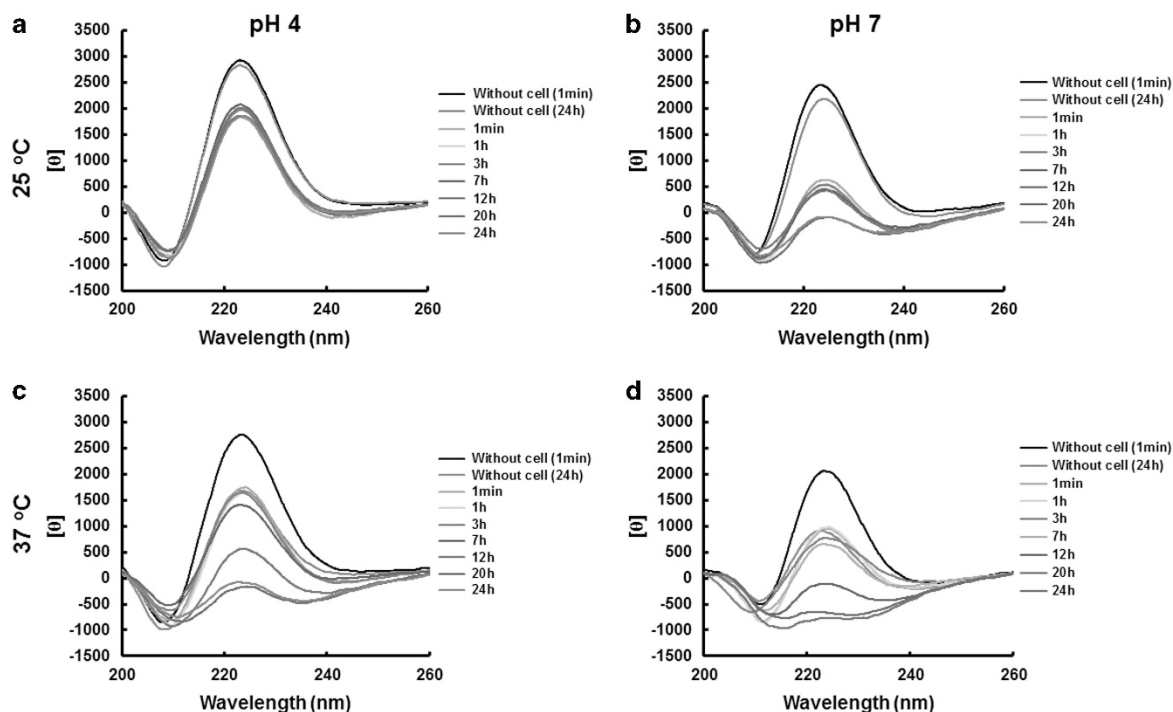 a
pH 4
25 ºC
3500
3000
2500
2000
1500
1000
500
0
-500
-1000
-1500
[θ]
200
220
240
260
Wavelength (nm)
Without cell (1min)
Without cell (24h)
1min
1h
3h
7h
12h
20h
24h
b
pH 7
3500
3000
2500
2000
1500
1000
500
0
-500
-1000
-1500
[θ]
200
220
240
260
Wavelength (nm)
Without cell (1min)
Without cell (24h)
1min
1h
3h
7h
12h
20h
24h
c
37 ºC
3500
3000
2500
2000
1500
1000
500
0
-500
-1000
-1500
[θ]
200
220
240
260
Wavelength (nm)
Without cell (1min)
Without cell (24h)
1min
1h
3h
7h
12h
20h
24h
d
3500
3000
2500
2000
1500
1000
500
0
-500
-1000
-1500
[θ]
200
220
240
260
Wavelength (nm)
Without cell (1min)
Without cell (24h)
1min
1h
3h
7h
12h
20h
24h